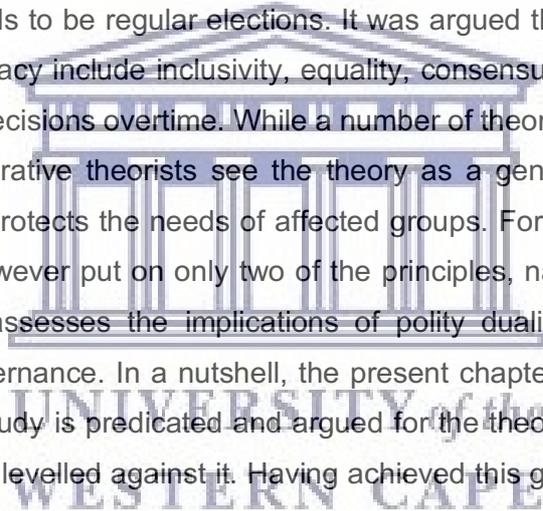 ls to be regular elections. It was argued t
acy include inclusivity, equality, consensu
ecisions overtime. While a number of theor
rative theorists see the theory as a gen
rotects the needs of affected groups. For
wever put on only two of the principles, na
assesses the implications of polity duali
ernance. In a nutshell, the present chapte
UNIVERSITY of the
udy is predicated and argued for the theo
levelled against it. Having achieved this g
WESTERN CAPE